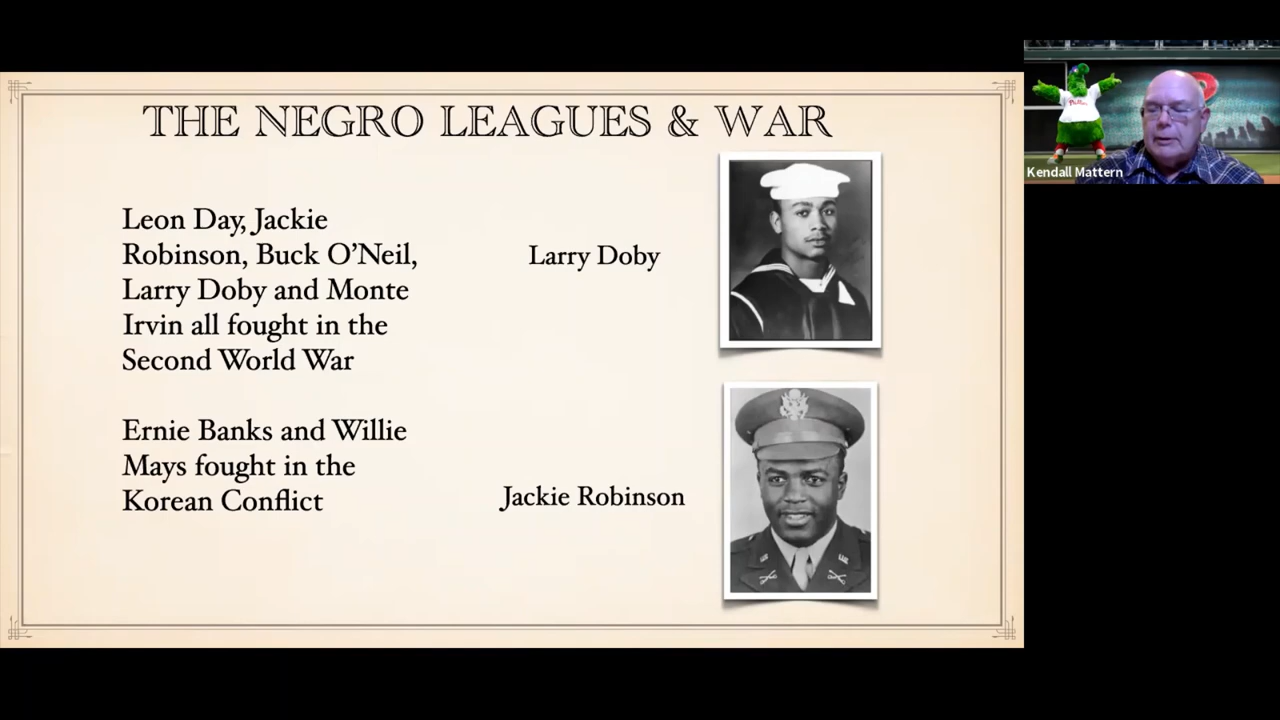 THE NEGRO LEAGUES & WAR
Leon Day, Jackie
Robinson, Buck O’Neil,
Larry Doby and Monte
Irvin all fought in the
Second World War
Ernie Banks and Willie
Mays fought in the
Korean Conflict
Larry Doby
Jackie Robinson
Phillies
Kendall Mattern